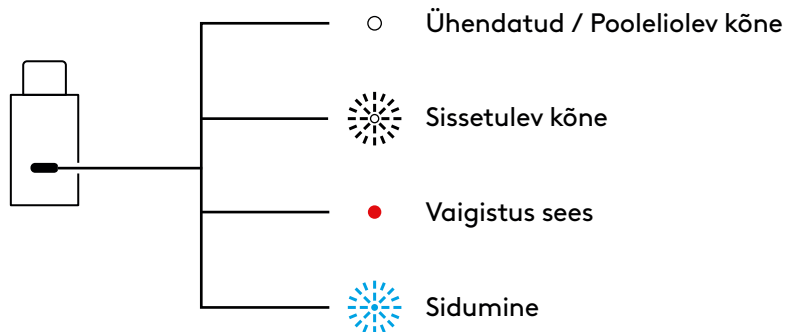 Ühendatud / Pooleliolev kõne
Sissetulev kõne
Vaigistus sees
Sidumine